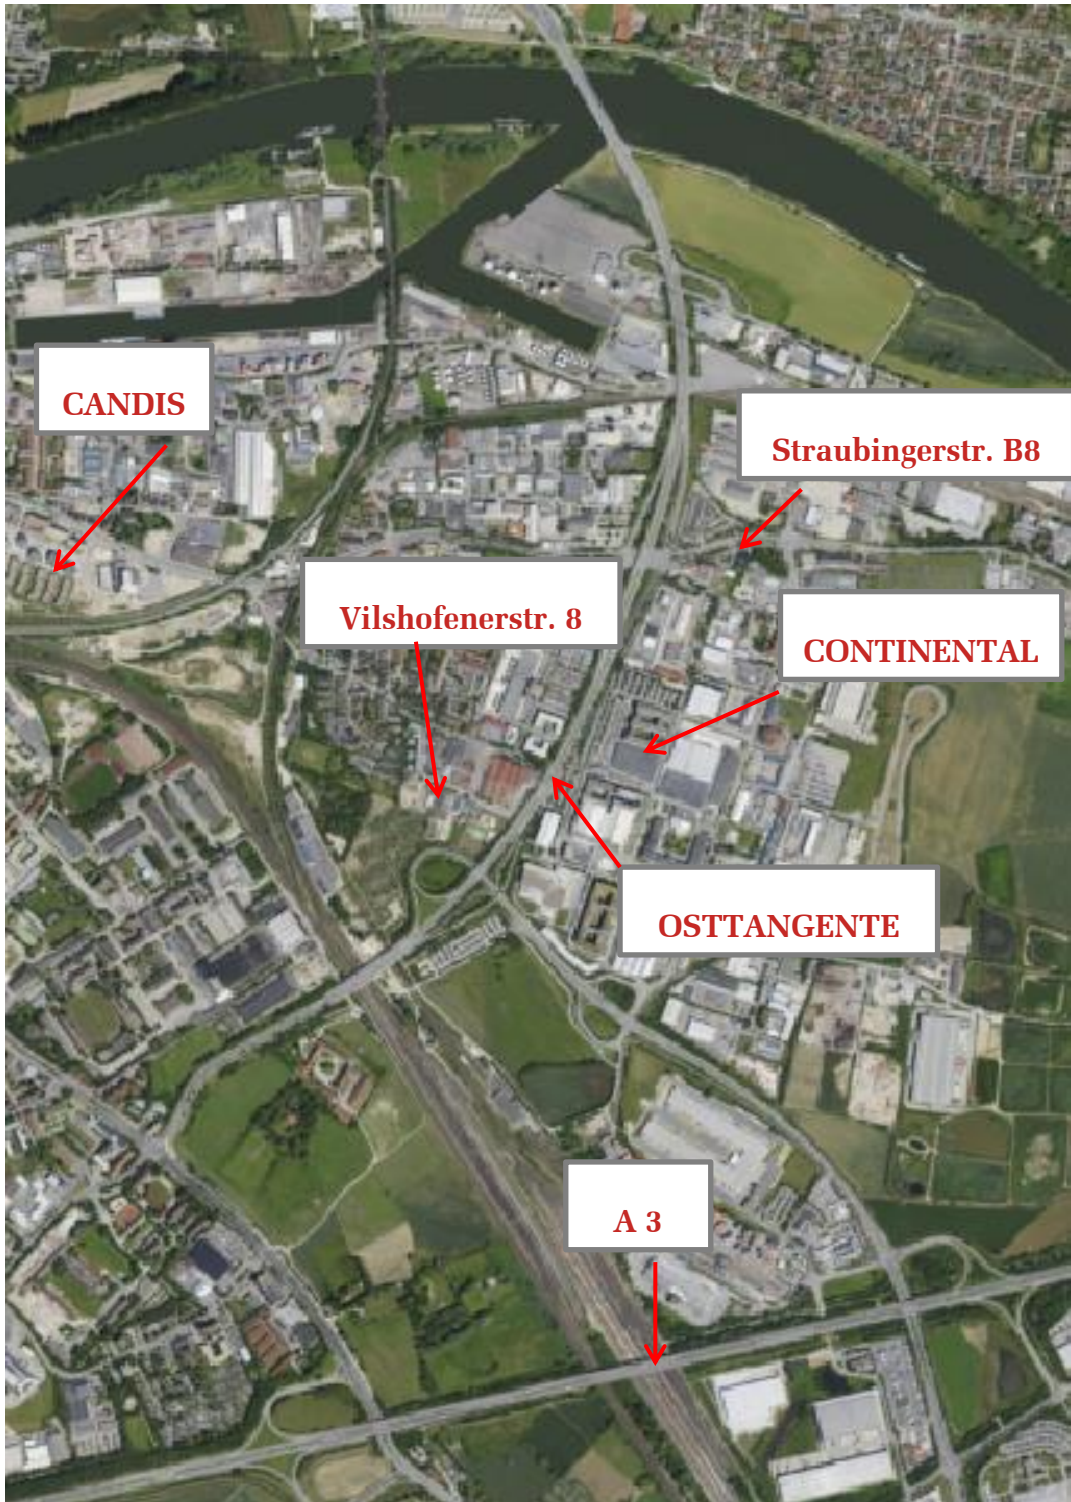 CANDIS
Straubingerstr. B8
Vilshofenerstr. 8
CONTINENTAL
OSTTANGENTE
A 3